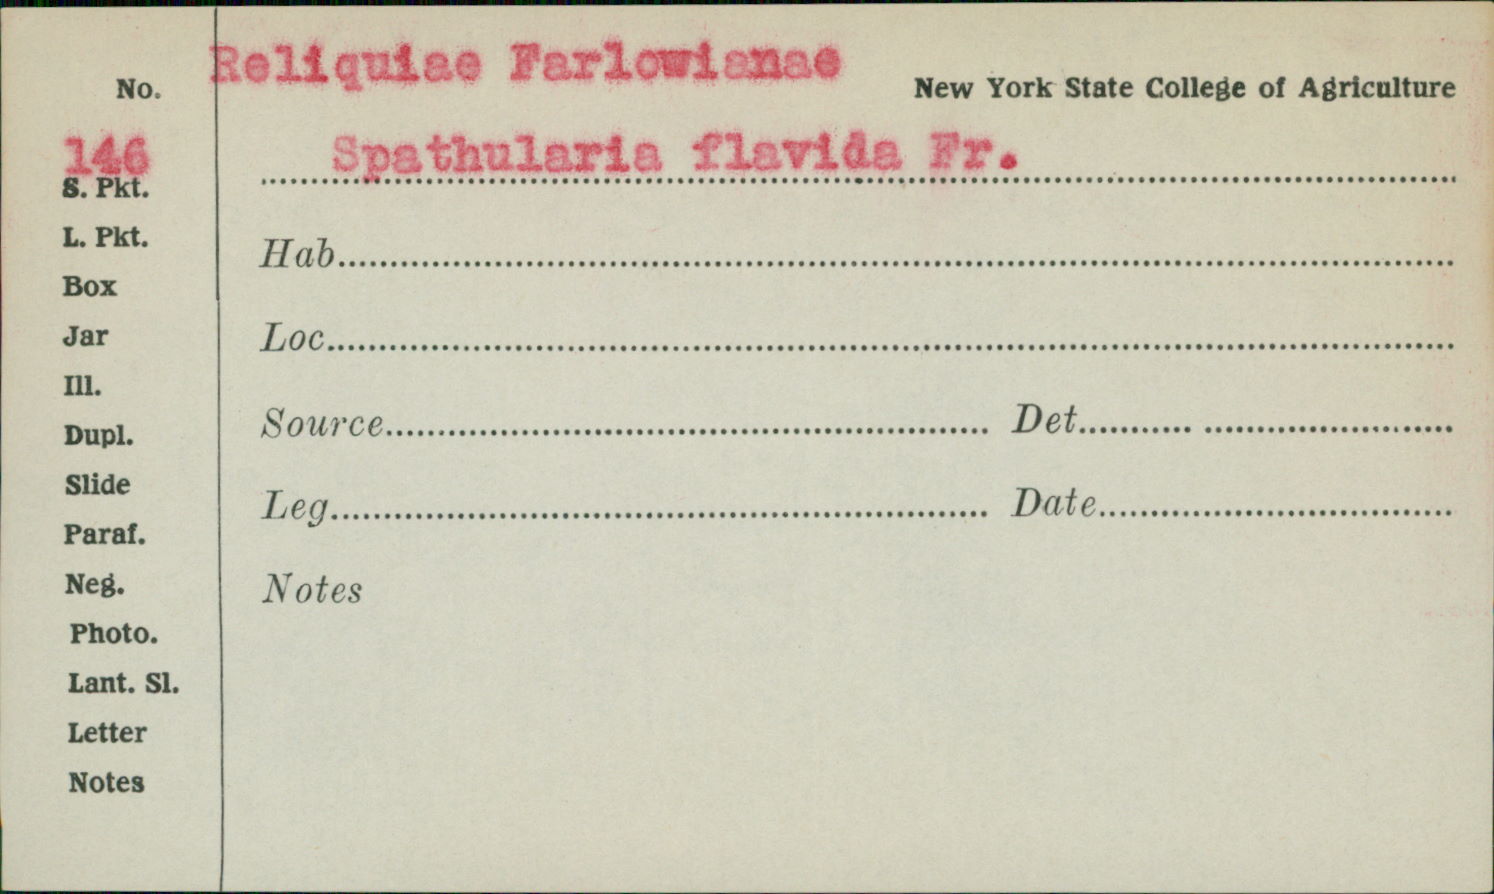 Reliquiae Farlowianae
No.
New York State College of Agriculture
146
Spathularia flavida Fr.
S. Pkt.
L. Pkt.
Hab
Box
Loc
Jar
Ill.
Source Det
Dupl.
Slide
Leg Date
Paraf.
Neg.
Notes
Photo.
Lant. Sl.
Letter
Notes